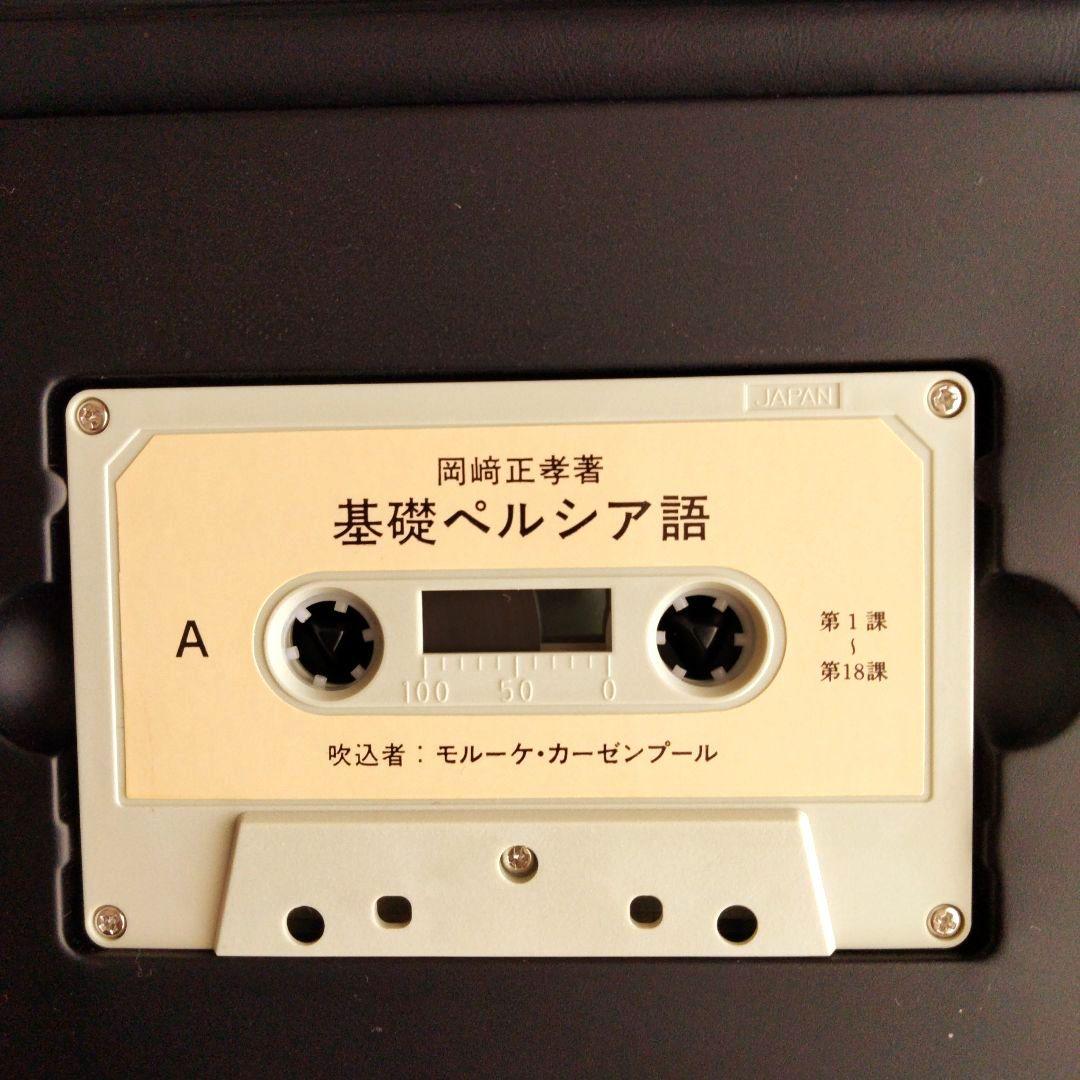 JAPAN
岡﨑正孝著
基礎ペルシア語
A
第1課
〜
第18課
100 50 0
吹込者：モルーケ・カーゼンプール